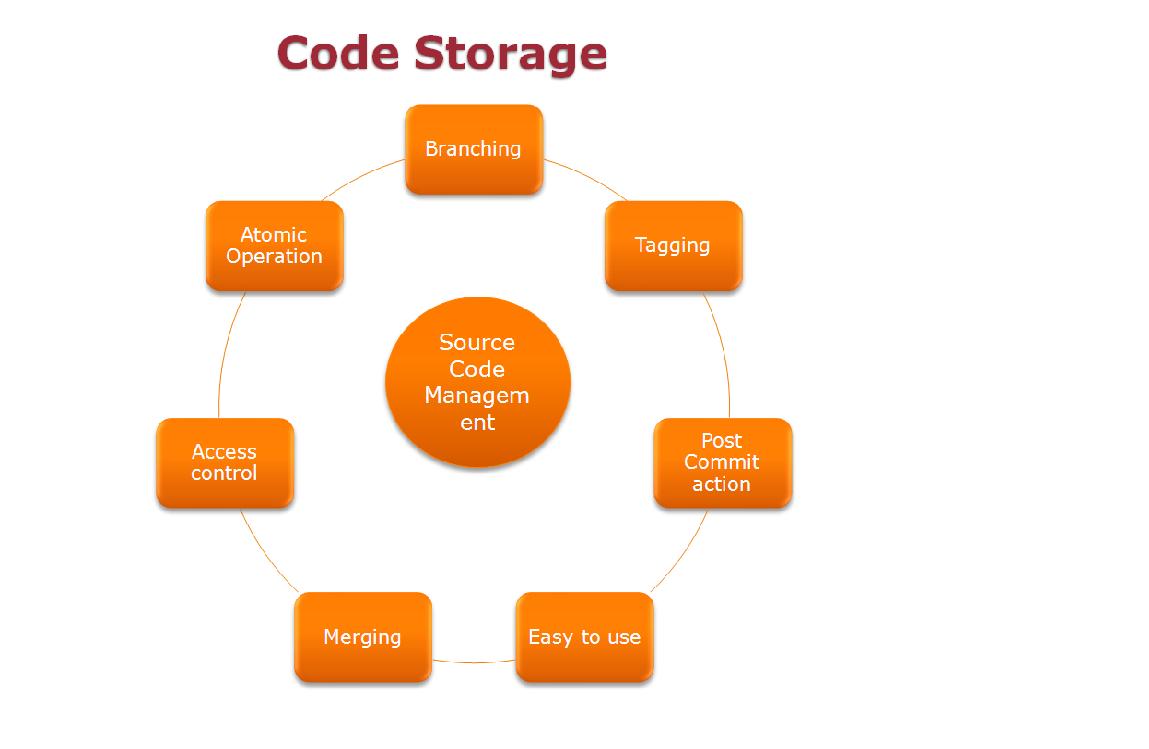 Code Storage
Branching
Tagging
Post
Commit
action
Easy to use
Merging
Access
control
Atomic
Operation
Source
Code
Managem
ent